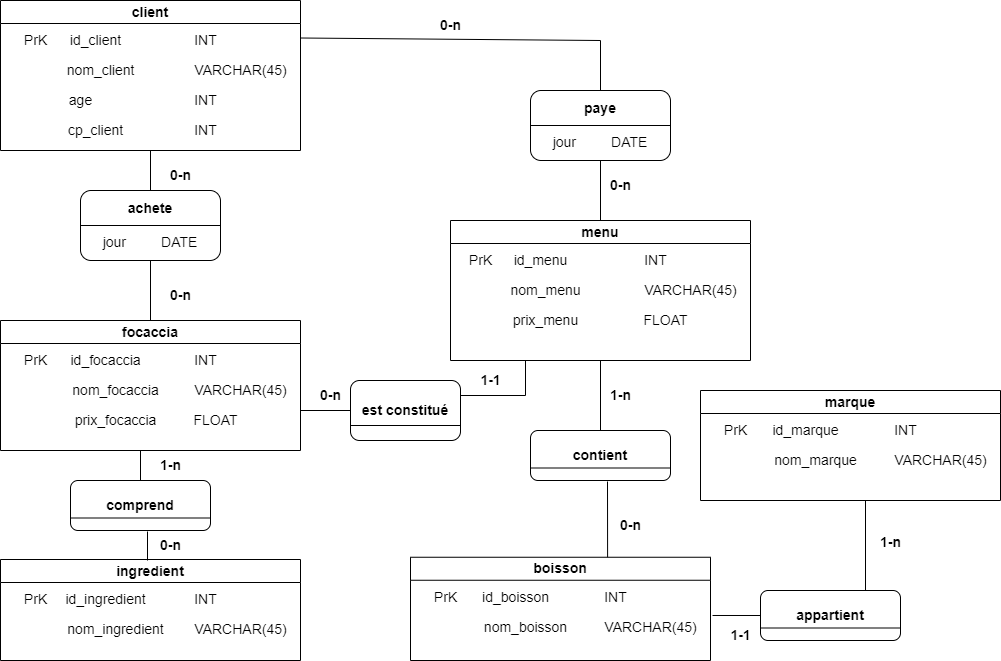 client
PrK id_client INT
nom_client VARCHAR(45)
age INT
cp_client INT
0-n
paye
jour DATE
0-n
0-n
achete
jour DATE
0-n
menu
PrK id_menu INT
nom_menu VARCHAR(45)
prix_menu FLOAT
focaccia
PrK id_focaccia INT
nom_focaccia VARCHAR(45)
prix_focaccia FLOAT
0-n
est constitué
1-1
1-n
marque
PrK id_marque INT
nom_marque VARCHAR(45)
1-n
comprend
0-n
contient
0-n
1-n
ingredient
PrK id_ingredient INT
nom_ingredient VARCHAR(45)
boisson
PrK id_boisson INT
nom_boisson VARCHAR(45)
1-1
appartient